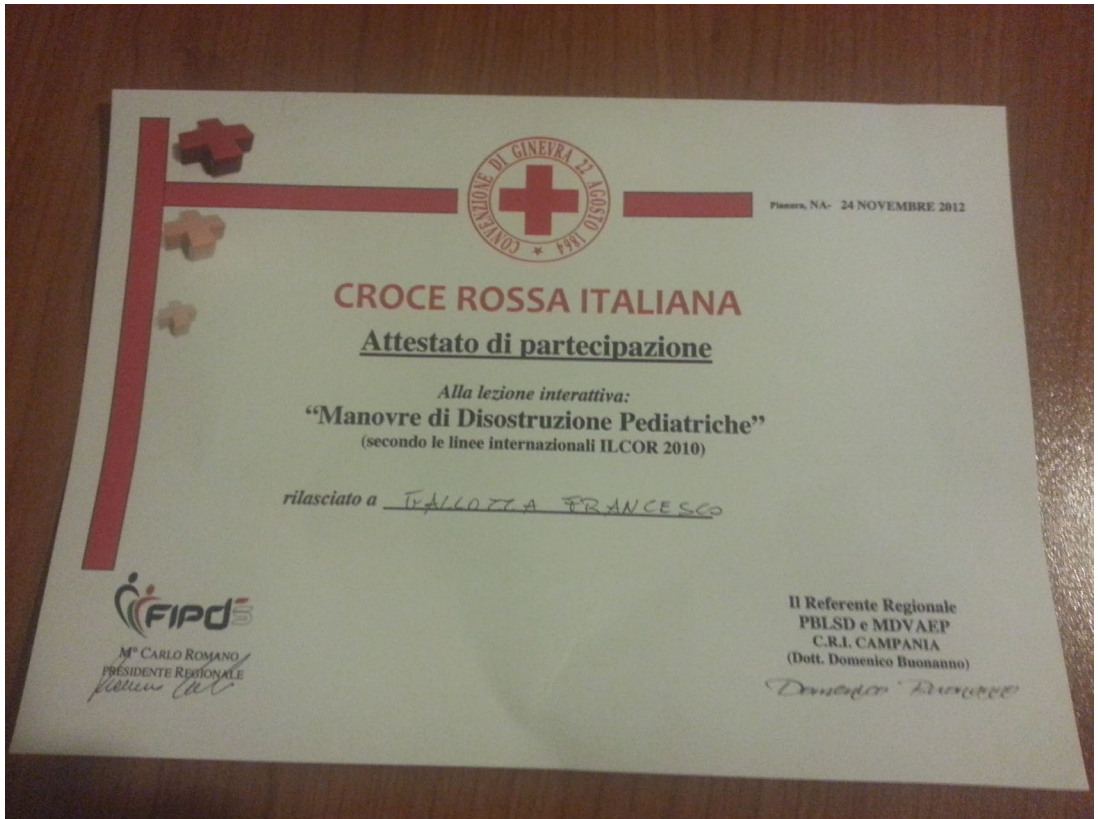 CONVENZIONE DI GINEVRA 22 AGOSTO 1864
Pianura, NA- 24 NOVEMBRE 2012
CROCE ROSSA ITALIANA
Attestato di partecipazione
Alla lezione interattiva:
“Manovre di Disostruzione Pediatriche”
(secondo le linee internazionali ILCOR 2010)
rilasciato a FRANCESCO
FIPdS
M° CARLO ROMANO
PRESIDENTE REGIONALE
Il Referente Regionale
PBLSD e MDVAEP
C.R.I. CAMPANIA
(Dott. Domenico Buonanno)
Domenico Buonanno